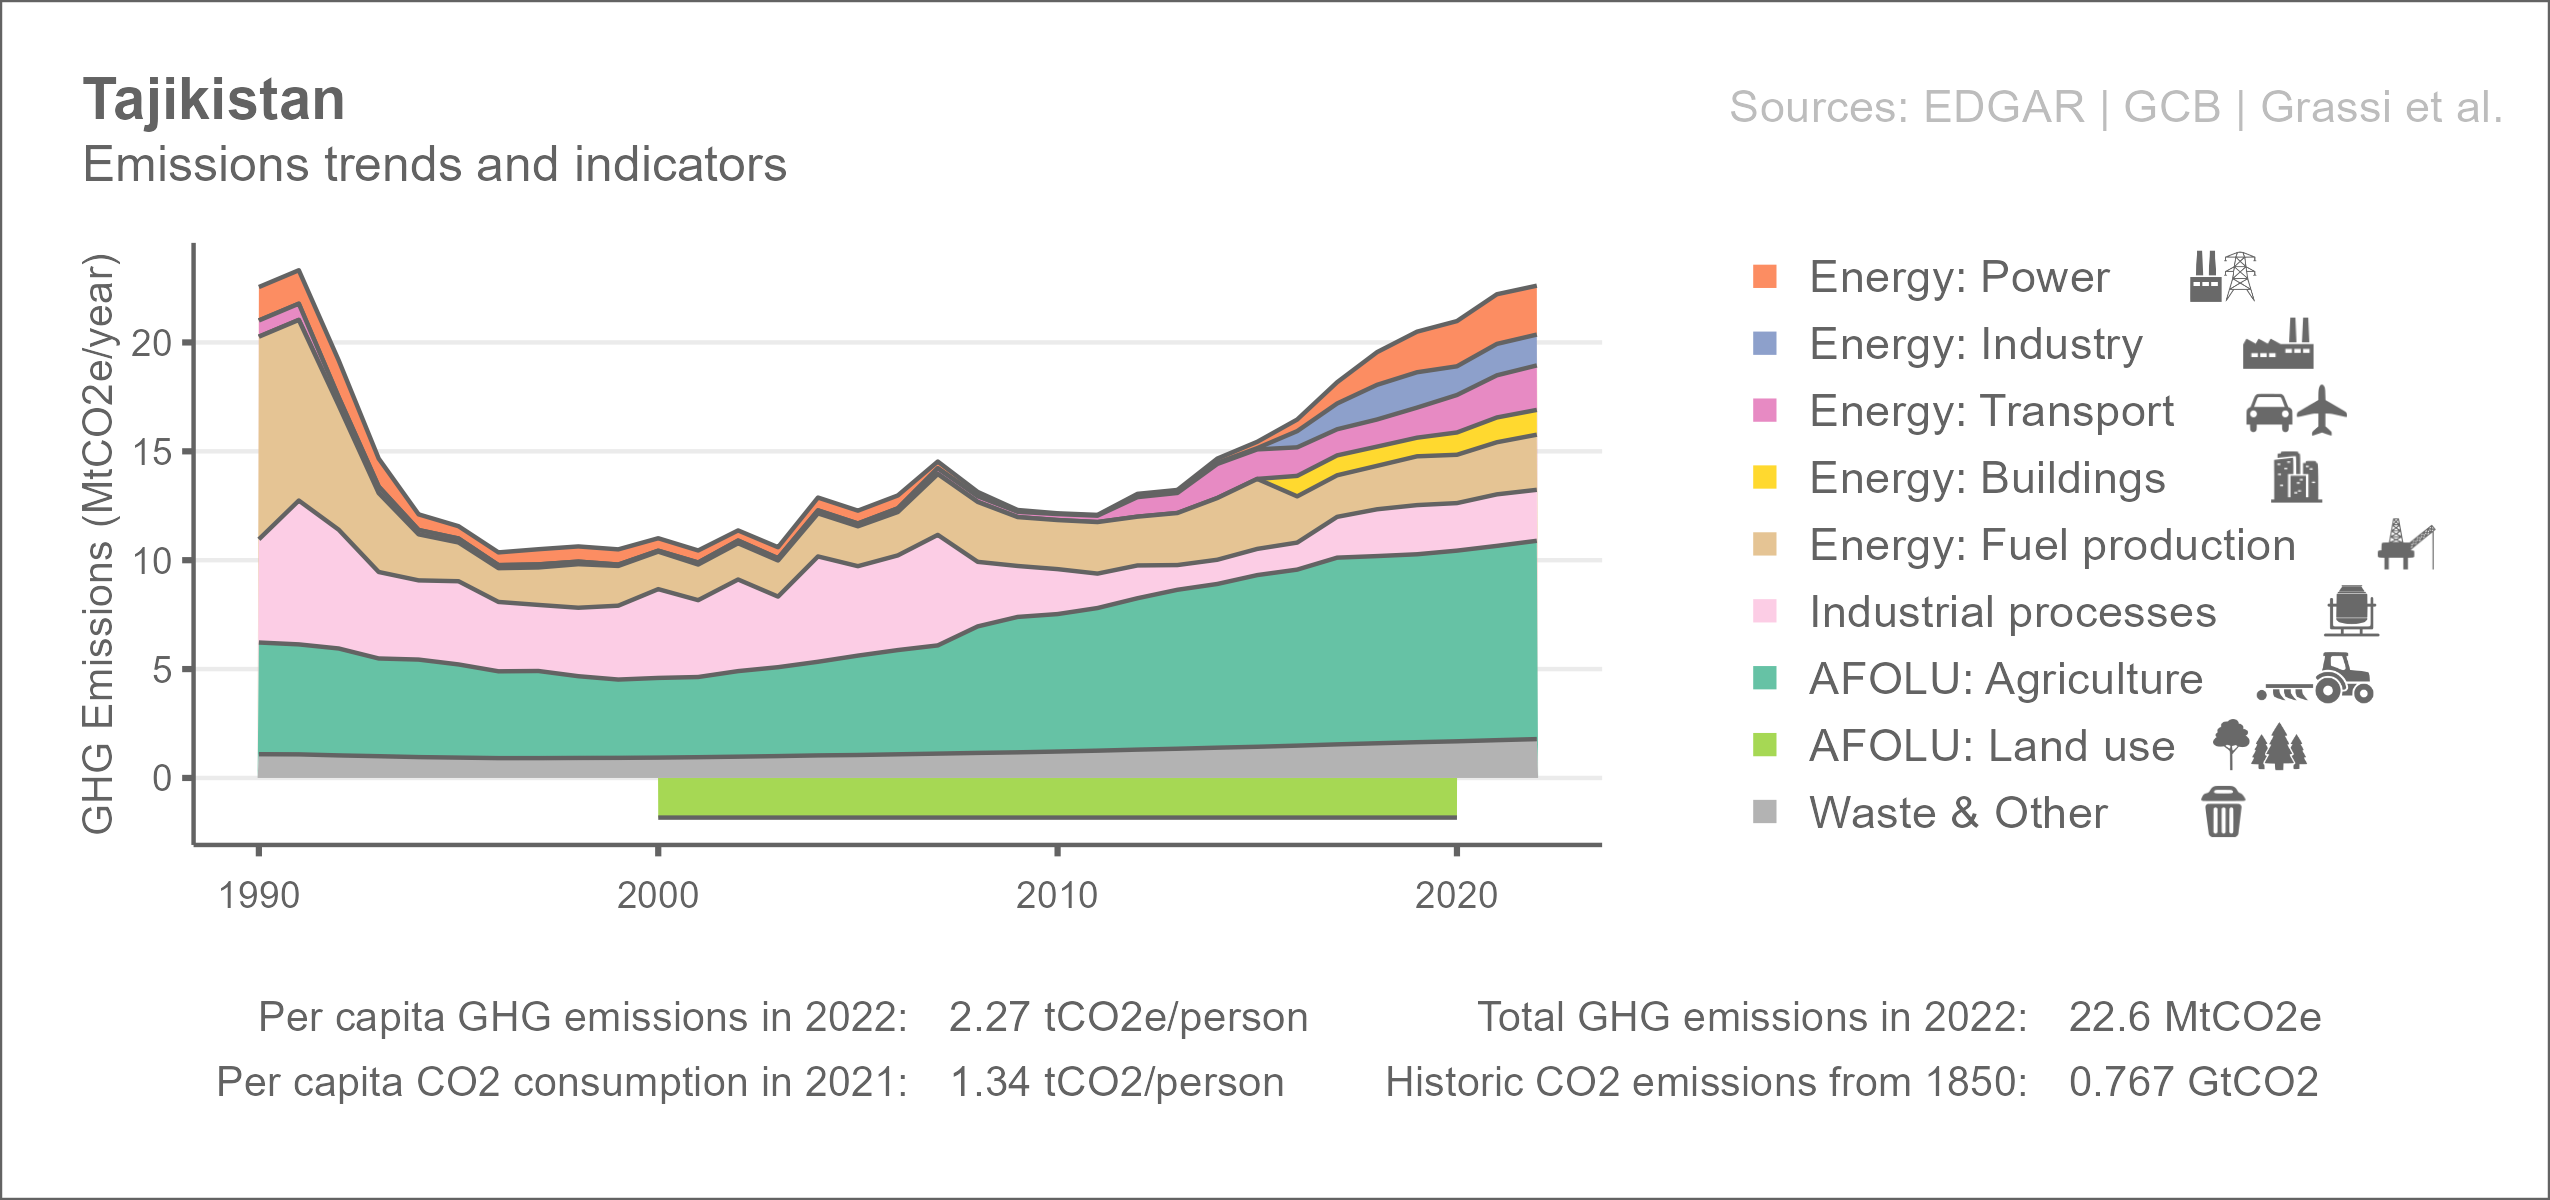 Tajikistan
Sources: EDGAR | GCB | Grassi et al.
Emissions trends and indicators
GHG Emissions (MtCO2e/year)
20
15
10
5
0
1990
2000
2010
2020
Energy: Power
Energy: Industry
Energy: Transport
Energy: Buildings
Energy: Fuel production
Industrial processes
AFOLU: Agriculture
AFOLU: Land use
Waste & Other
Per capita GHG emissions in 2022: 2.27 tCO2e/person
Total GHG emissions in 2022: 22.6 MtCO2e
Per capita CO2 consumption in 2021: 1.34 tCO2/person
Historic CO2 emissions from 1850: 0.767 GtCO2